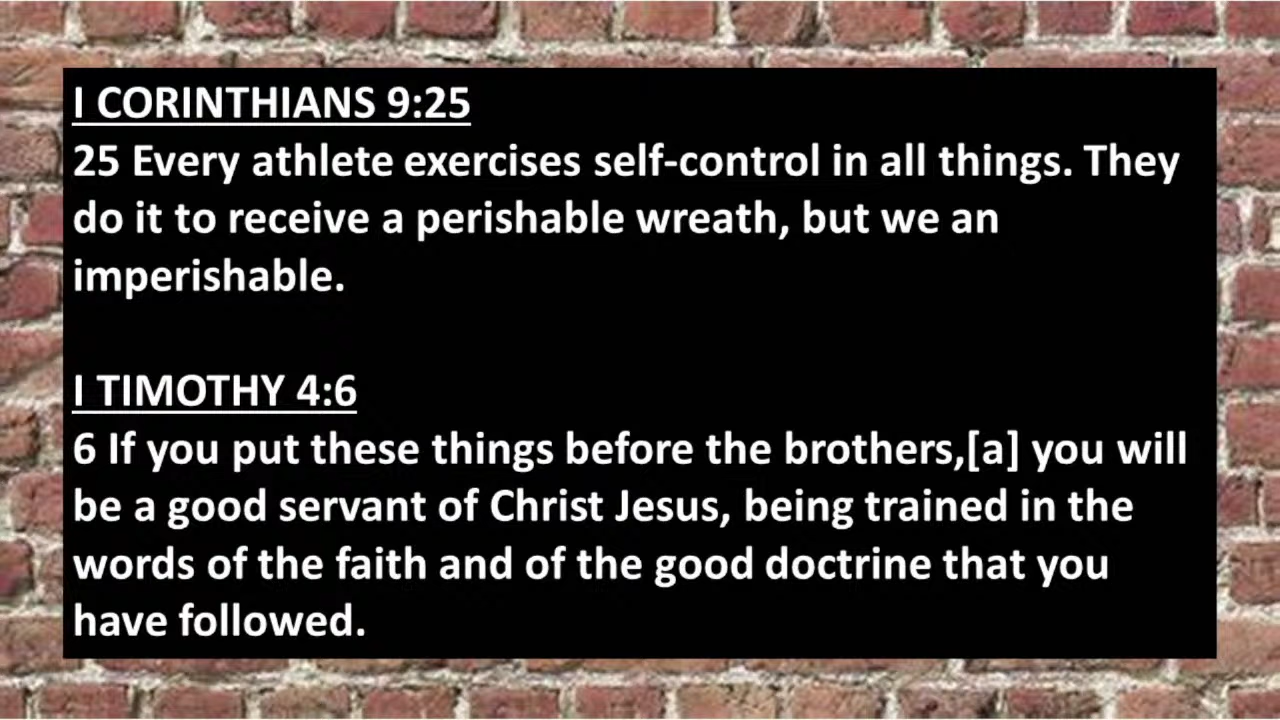 I CORINTHIANS 9:25
25 Every athlete exercises self-control in all things. They
do it to receive a perishable wreath, but we an
imperishable.
I TIMOTHY 4:6
6 If you put these things before the brothers,[a] you will
be a good servant of Christ Jesus, being trained in the
words of the faith and of the good doctrine that you
have followed.